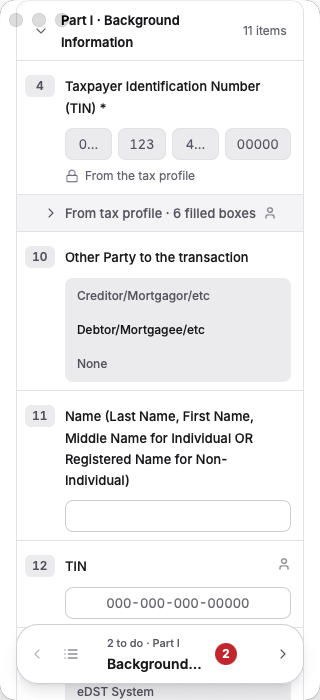 Part I · Background
Information
11 items
4
Taxpayer Identification Number
(TIN) *
0... 123 4... 00000
From the tax profile
From tax profile · 6 filled boxes
10
Other Party to the transaction
Creditor/Mortgagor/etc
Debtor/Mortgagee/etc
None
11
Name (Last Name, First Name,
Middle Name for Individual OR
Registered Name for Non-
Individual)
12
TIN
000-000-000-00000
2 to do · Part I
Background...
2
eDST System